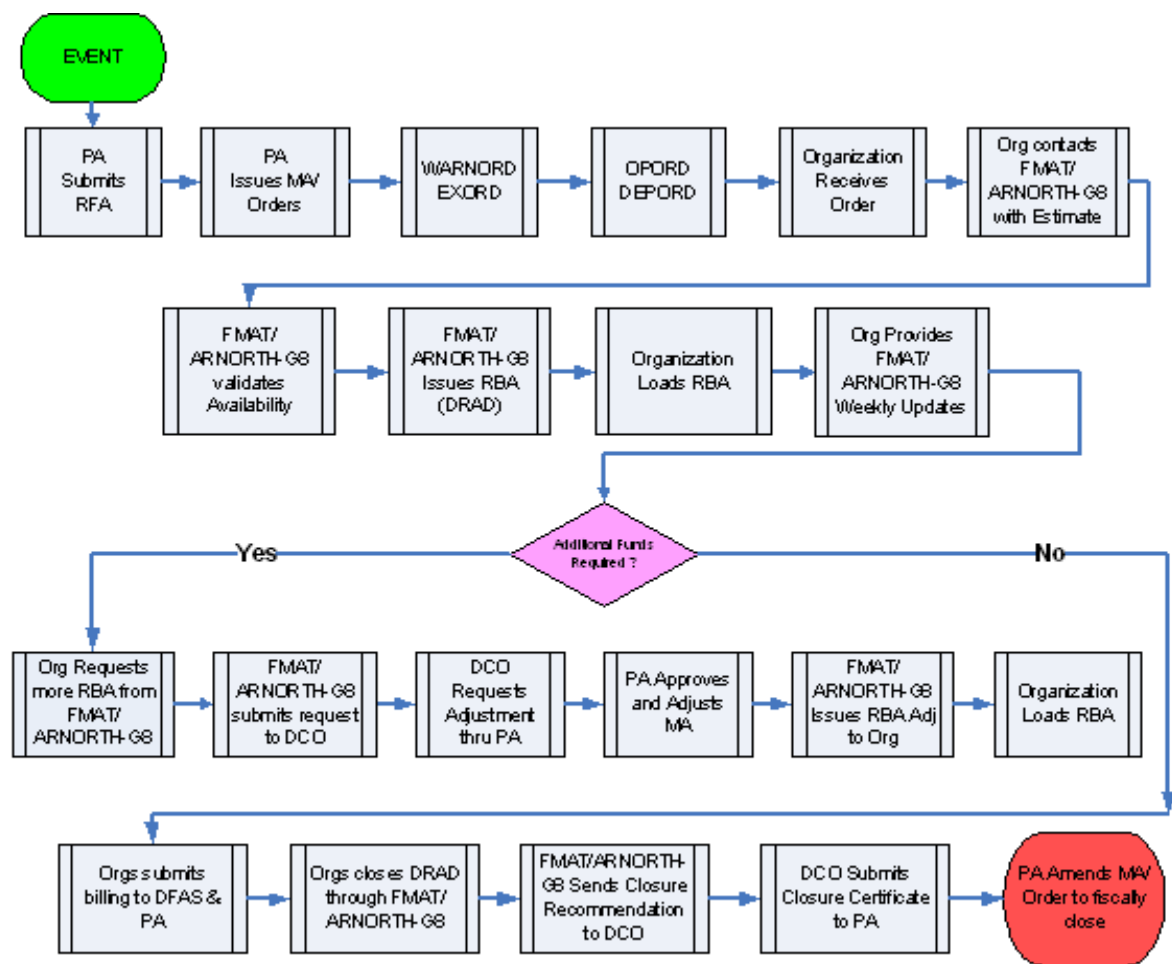 EVENT
PA
Submits
RFA
PA
Issues MA/
Orders
WARNORD
EXORD
OPORD
DEPORD
Organization
Receives
Order
Org contacts
FMAT/
ARNORTH-G8
with Estimate
FMAT/
ARNORTH-G8
validates
Availability
FMAT/
ARNORTH-G8
Issues RBA
(DRAD)
Organization
Loads RBA
Org Provides
FMAT/
ARNORTH-G8
Weekly Updates
Additional Funds
Required ?
Yes
No
Org Requests
more RBA from
FMAT/
ARNORTH-G8
FMAT/
ARNORTH-G8
submits request
to DCO
DCO
Requests
Adjustment
thru PA
PA Approves
and Adjusts
MA
FMAT/
ARNORTH-G8
Issues RBA Adj
to Org
Organization
Loads RBA
Orgs submits
billing to DFAS &
PA
Orgs closes DRAD
through FMAT/
ARNORTH-G8
FMAT/ARNORTH-
G8 Sends Closure
Recommendation
to DCO
DCO Submits
Closure Certificate
to PA
PA Amends MA/
Order to fiscally
close